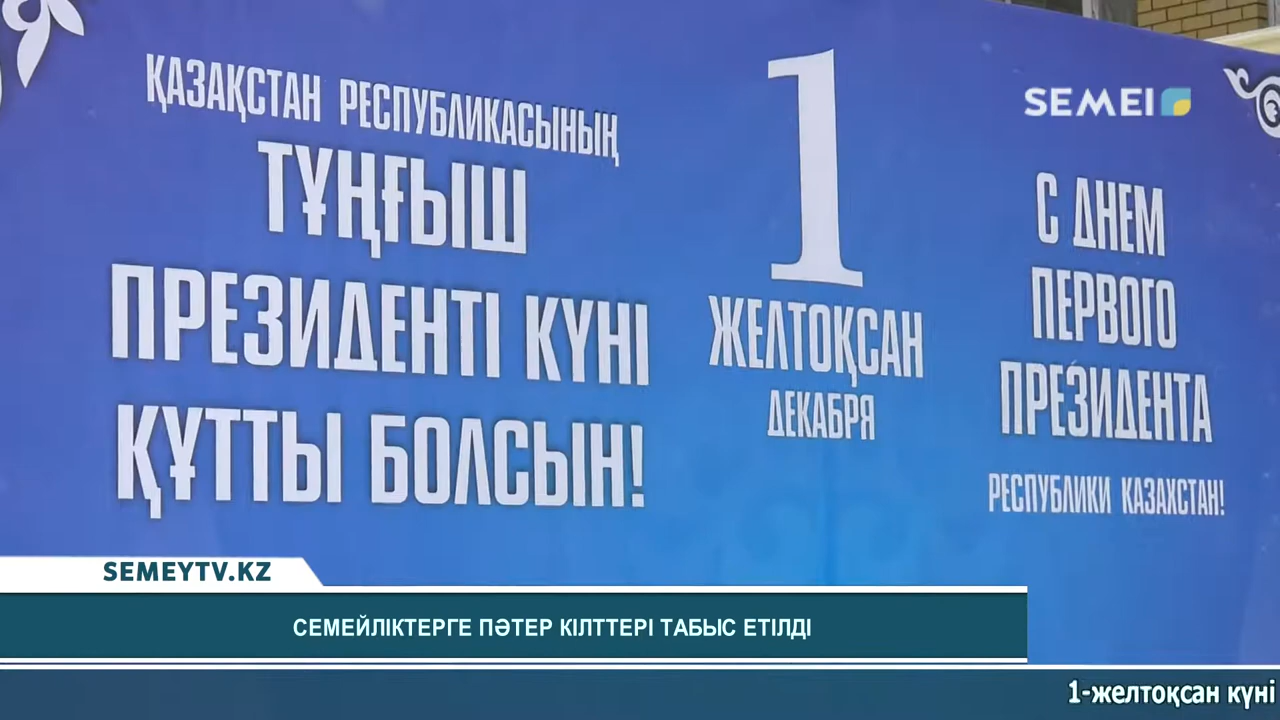 ҚАЗАҚСТАН РЕСПУБЛИКАСЫНЫҢ
ТҰҢҒЫШ
ПРЕЗИДЕНТІ КҮНІ
ҚҰТТЫ БОЛСЫН!
1
ЖЕЛТОҚСАН
ДЕКАБРЯ
SEMEI
С ДНЕМ
ПЕРВОГО
ПРЕЗИДЕНТА
РЕСПУБЛИКИ КАЗАХСТАН!
SEMEYTV.KZ
СЕМЕЙЛІКТЕРГЕ ПӘТЕР КІЛТТЕРІ ТАБЫС ЕТІЛДІ
1-желтоқсан күні